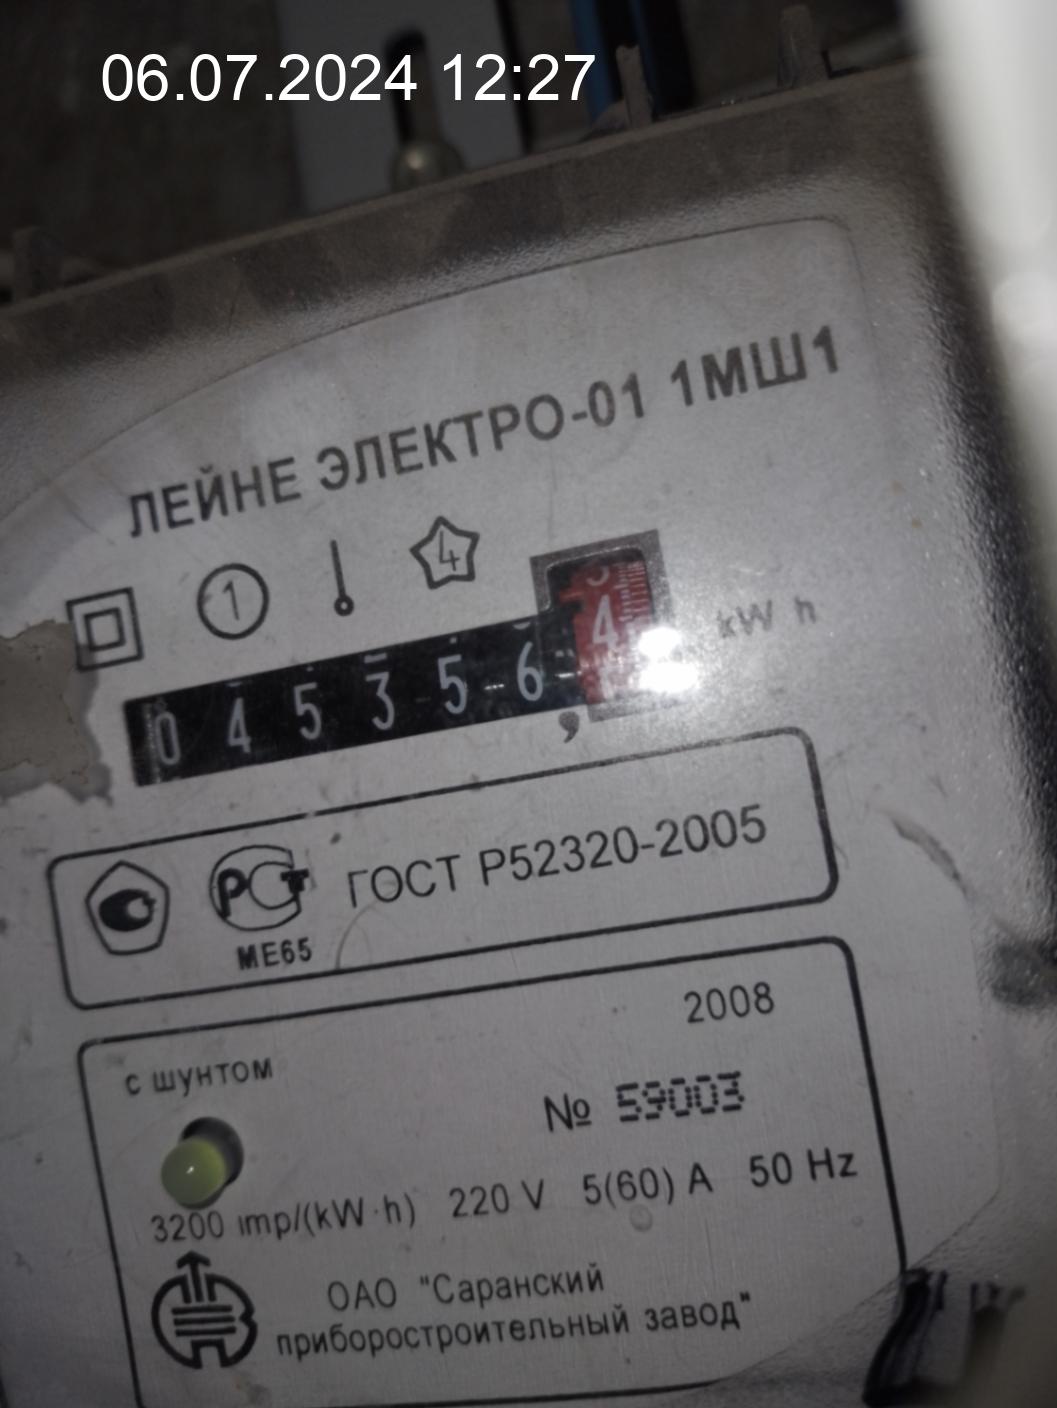 06.07.2024 12:27
ЛЕЙНЕ ЭЛЕКТРО-01 1МШ1
1 4
3
0 4 5 3 5 6 4 kW h
,
РСТ ГОСТ Р52320-2005
МЕ65
2008
с шунтом
№ 59003
3200 imp/(kW·h) 220 V 5(60) A 50 Hz
ОАО "Саранский
приборостроительный завод"